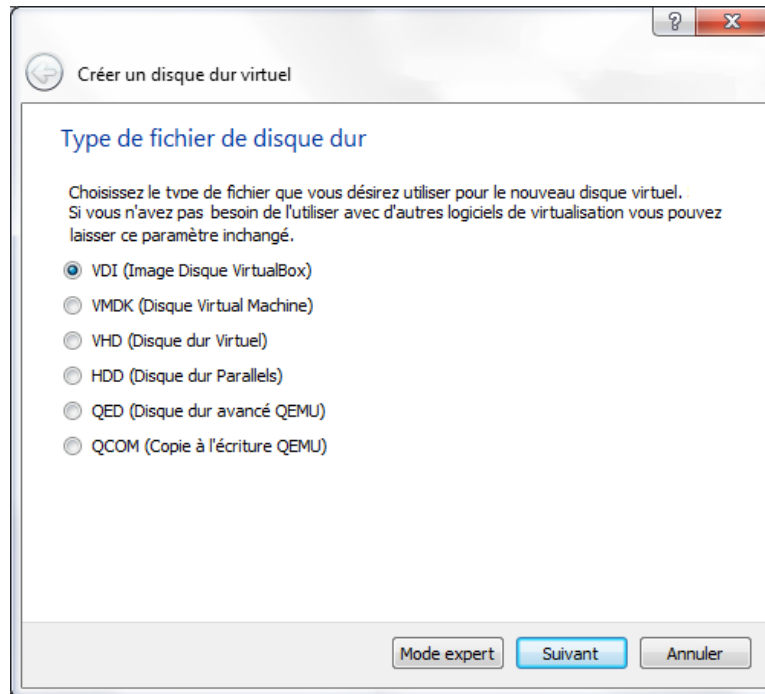 Créer un disque dur virtuel
Type de fichier de disque dur
Choisissez le type de fichier que vous désirez utiliser pour le nouveau disque virtuel.
Si vous n'avez pas besoin de l'utiliser avec d'autres logiciels de virtualisation vous pouvez
laisser ce paramètre inchangé.
VDI (Image Disque VirtualBox)
VMDK (Disque Virtual Machine)
VHD (Disque dur Virtuel)
HDD (Disque dur Parallels)
QED (Disque dur avancé QEMU)
QCOM (Copie à l'écriture QEMU)
Mode expert Suivant Annuler